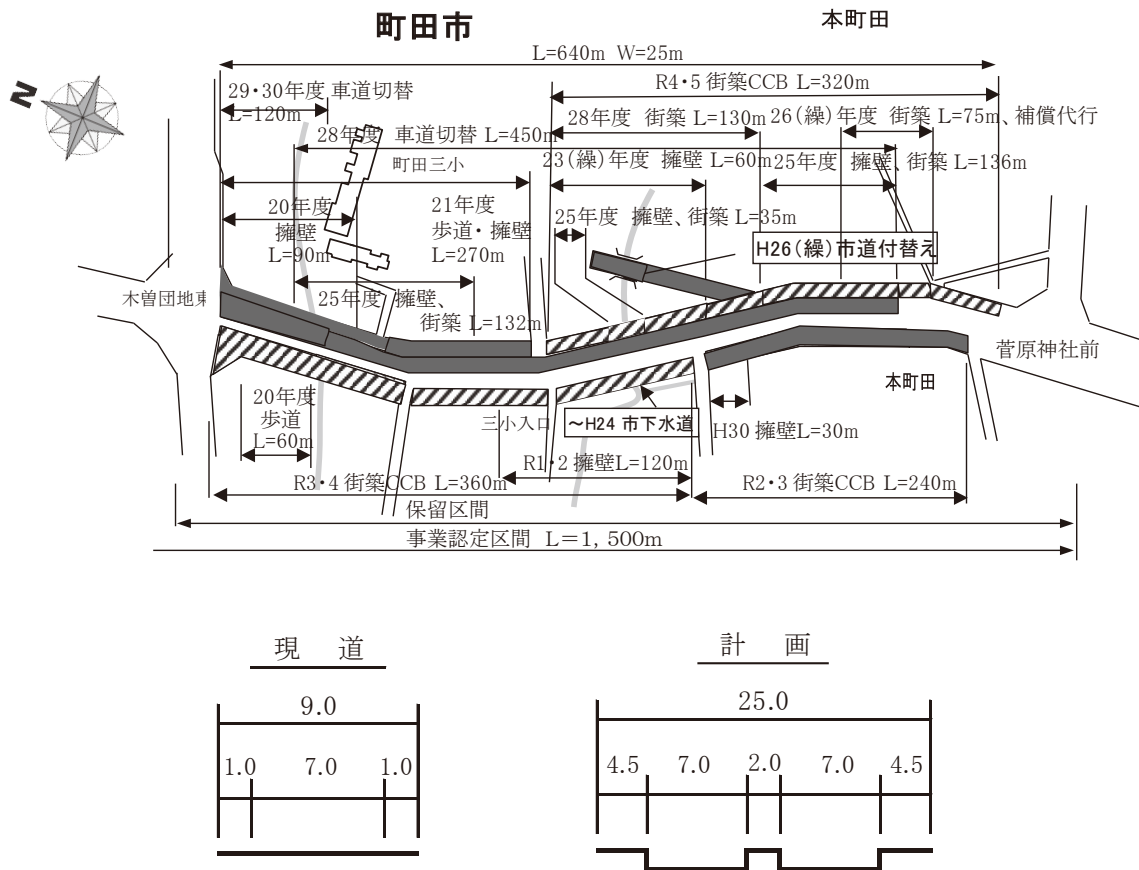 町田市
本町田
N
L=640m W=25m
R4・5 街築CCB L=320m
29・30年度 車道切替
L=120m
28年度 街築 L=130m
26(繰)年度 街築 L=75m、補償代行
28年度 車道切替 L=450m
町田三小
23(繰)年度 擁壁 L=60m
25年度 擁壁、街築 L=136m
20年度
擁壁
L=90m
21年度
歩道・擁壁
L=270m
25年度 擁壁、街築 L=35m
H26(繰)市道付替え
木曽団地東
25年度 擁壁、
街築 L=132m
菅原神社前
本町田
20年度
歩道
L=60m
三小入口
～H24 市下水道
H30 擁壁L=30m
R1・2 擁壁L=120m
R3・4 街築CCB L=360m
R2・3 街築CCB L=240m
保留区間
事業認定区間 L=1,500m
現 道
計 画
9.0
25.0
1.0 7.0 1.0
4.5 7.0 2.0 7.0 4.5